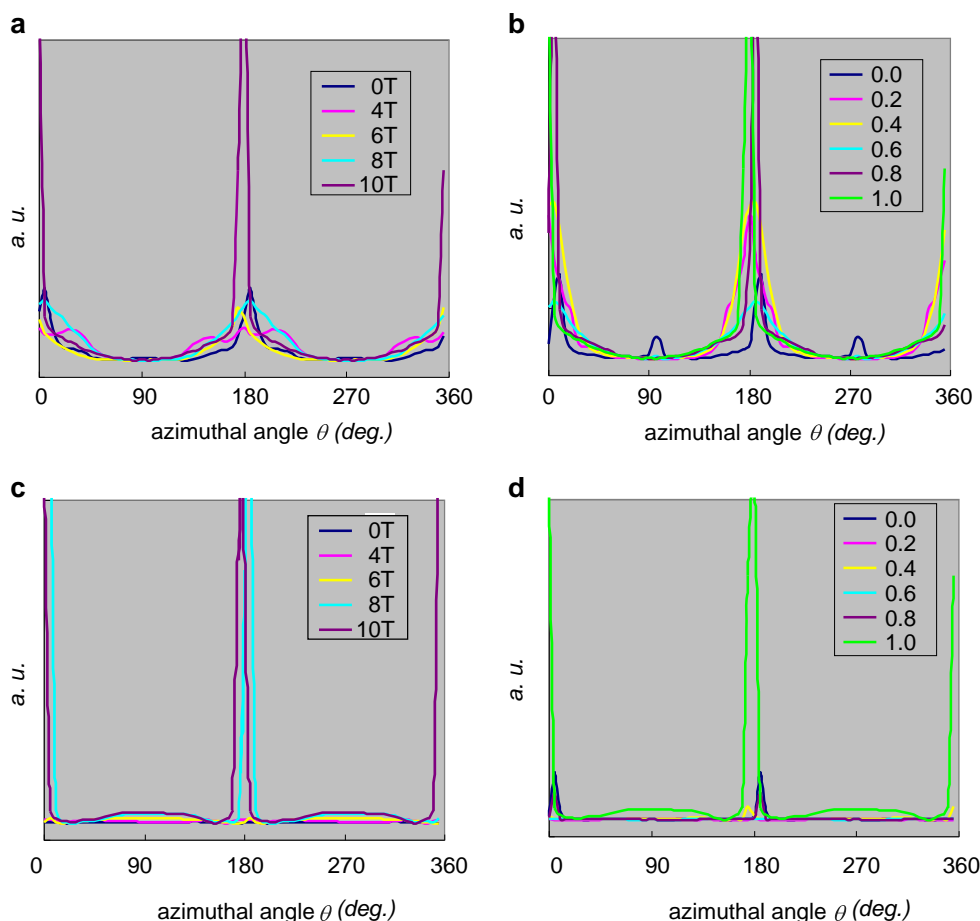 a
0T
4T
6T
8T
10T
a. u.
0 90 180 270 360
azimuthal angle θ (deg.)
b
0.0
0.2
0.4
0.6
0.8
1.0
a. u.
0 90 180 270 360
azimuthal angle θ (deg.)
c
0T
4T
6T
8T
10T
a. u.
0 90 180 270 360
azimuthal angle θ (deg.)
d
0.0
0.2
0.4
0.6
0.8
1.0
a. u.
0 90 180 270 360
azimuthal angle θ (deg.)